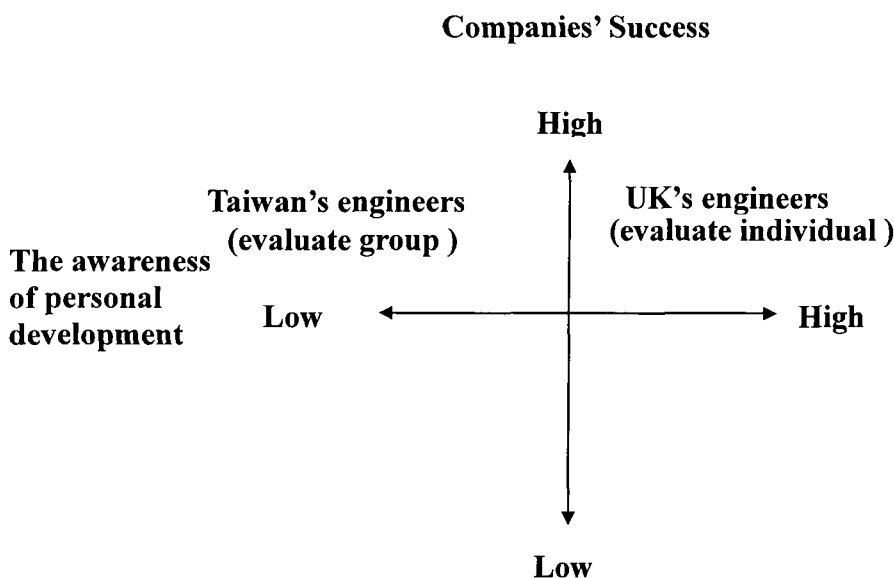 Companies’ Success
High
Taiwan’s engineers
(evaluate group )
UK’s engineers
(evaluate individual )
The awareness
of personal
development
Low
High
Low